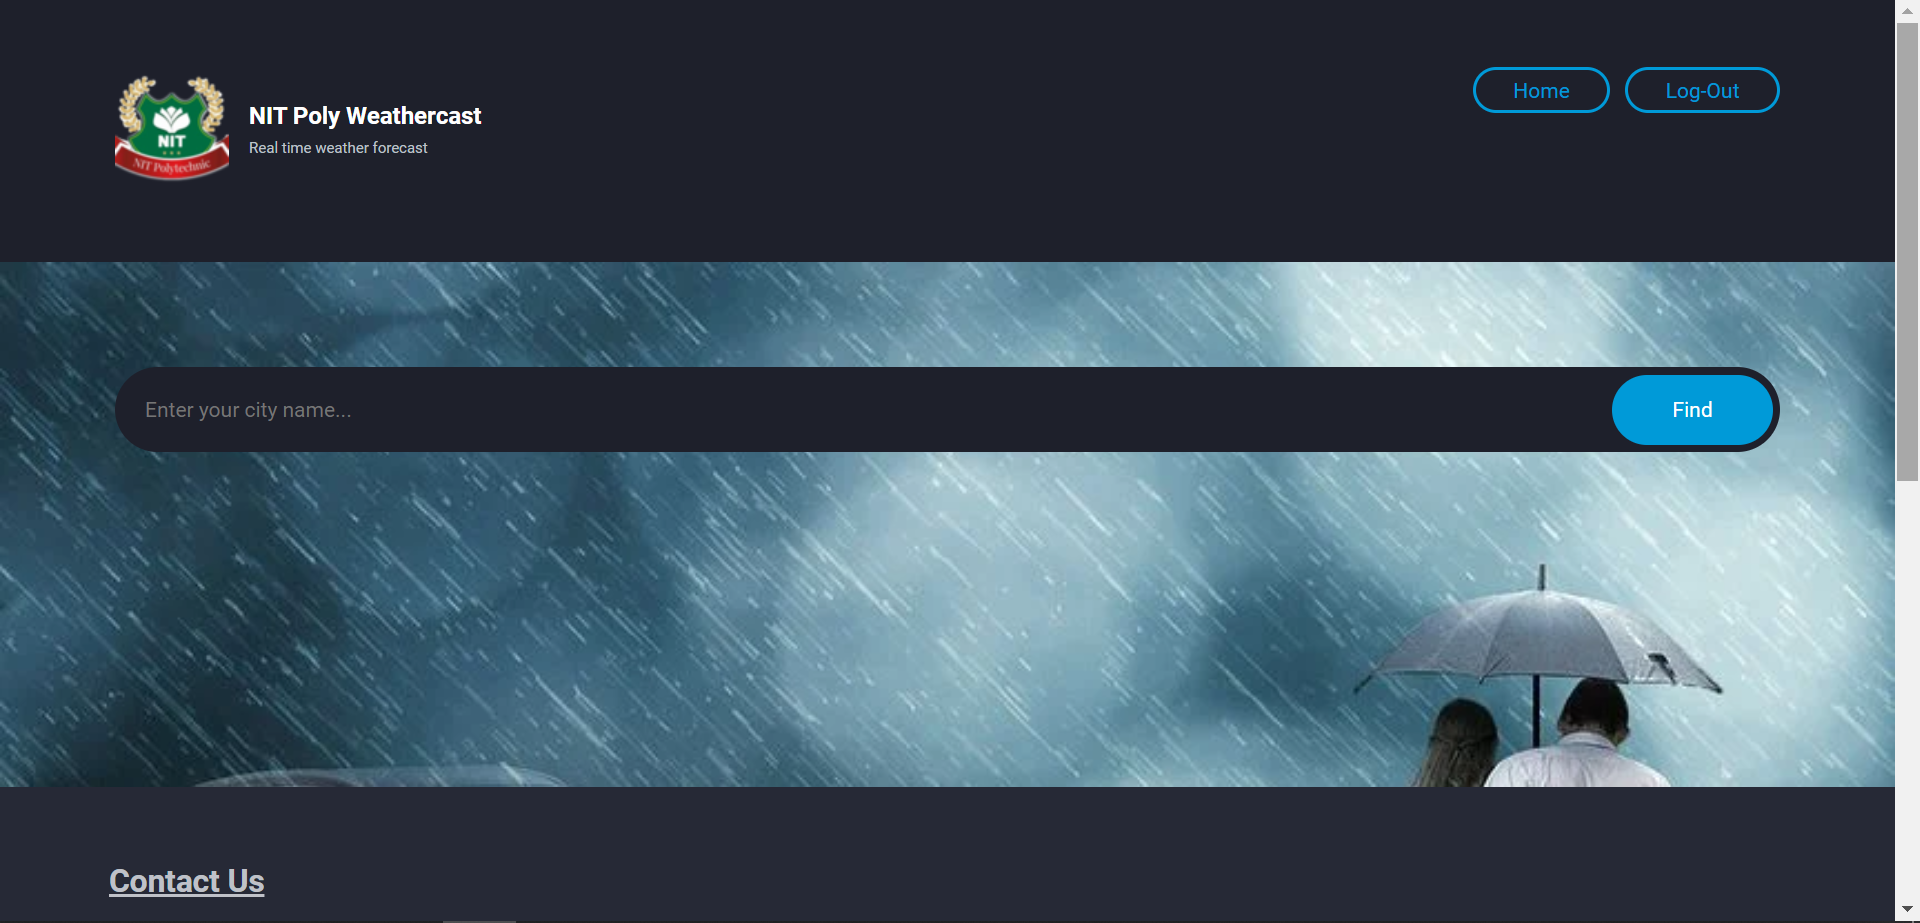 NIT
NIT Polytechnic
NIT Poly Weathercast
Real time weather forecast
Home
Log-Out
Enter your city name...
Find
Contact Us